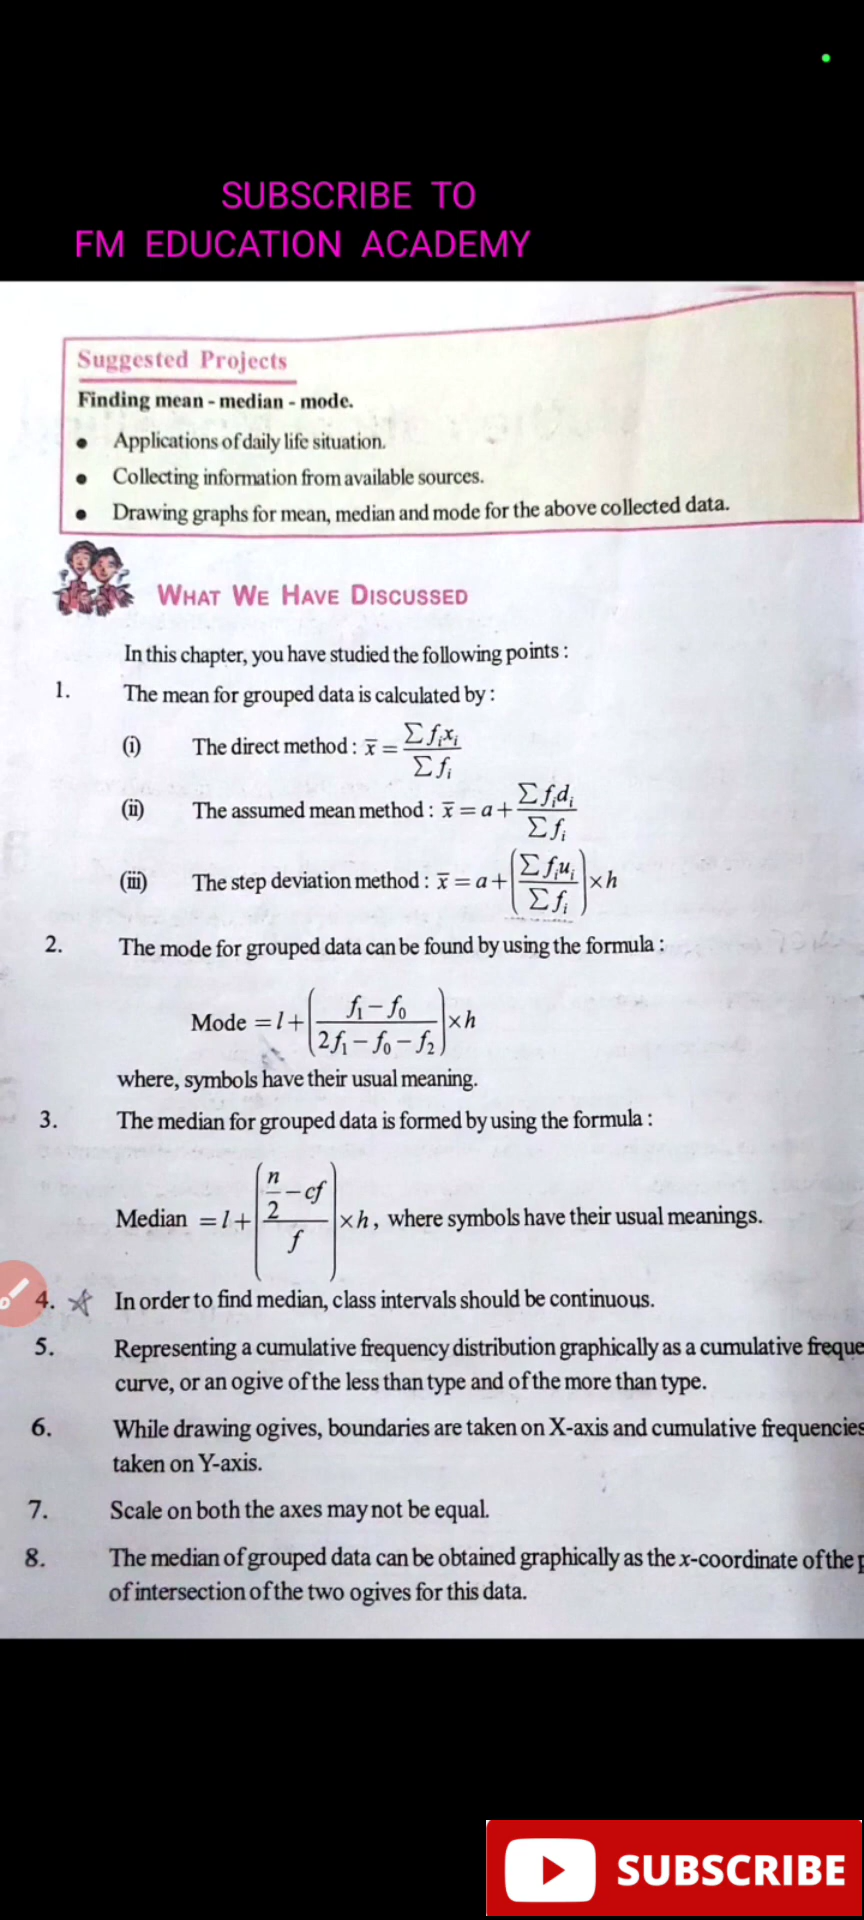 SUBSCRIBE TO
FM EDUCATION ACADEMY
Suggested Projects
Finding mean - median - mode.
• Applications of daily life situation.
• Collecting information from available sources.
• Drawing graphs for mean, median and mode for the above collected data.
WHAT WE HAVE DISCUSSED
In this chapter, you have studied the following points :
1. The mean for grouped data is calculated by :
(i) The direct method : x̅ = Σ fᵢxᵢ / Σ fᵢ
(ii) The assumed mean method : x̅ = a + Σ fᵢdᵢ / Σ fᵢ
(iii) The step deviation method : x̅ = a + (Σ fᵢuᵢ / Σ fᵢ) × h
2. The mode for grouped data can be found by using the formula :
Mode = l + (f₁ − f₀ / 2f₁ − f₀ − f₂) × h
where, symbols have their usual meaning.
3. The median for grouped data is formed by using the formula :
Median = l + (n/2 − cf / f) × h , where symbols have their usual meanings.
4. In order to find median, class intervals should be continuous.
5. Representing a cumulative frequency distribution graphically as a cumulative freque
curve, or an ogive of the less than type and of the more than type.
6. While drawing ogives, boundaries are taken on X-axis and cumulative frequencies
taken on Y-axis.
7. Scale on both the axes may not be equal.
8. The median of grouped data can be obtained graphically as the x-coordinate of the p
of intersection of the two ogives for this data.
SUBSCRIBE